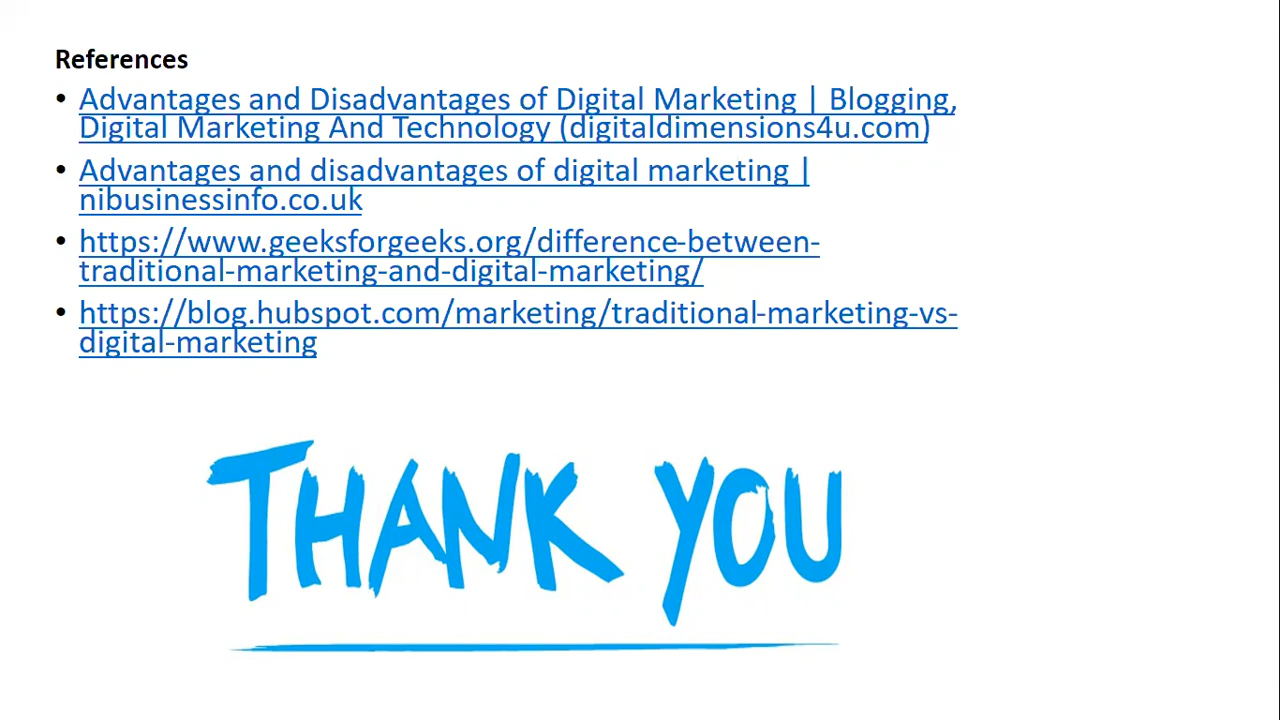 References
• Advantages and Disadvantages of Digital Marketing | Blogging,
Digital Marketing And Technology (digitaldimensions4u.com)
• Advantages and disadvantages of digital marketing |
nibusinessinfo.co.uk
• https://www.geeksforgeeks.org/difference-between-
traditional-marketing-and-digital-marketing/
• https://blog.hubspot.com/marketing/traditional-marketing-vs-
digital-marketing
THANK YOU